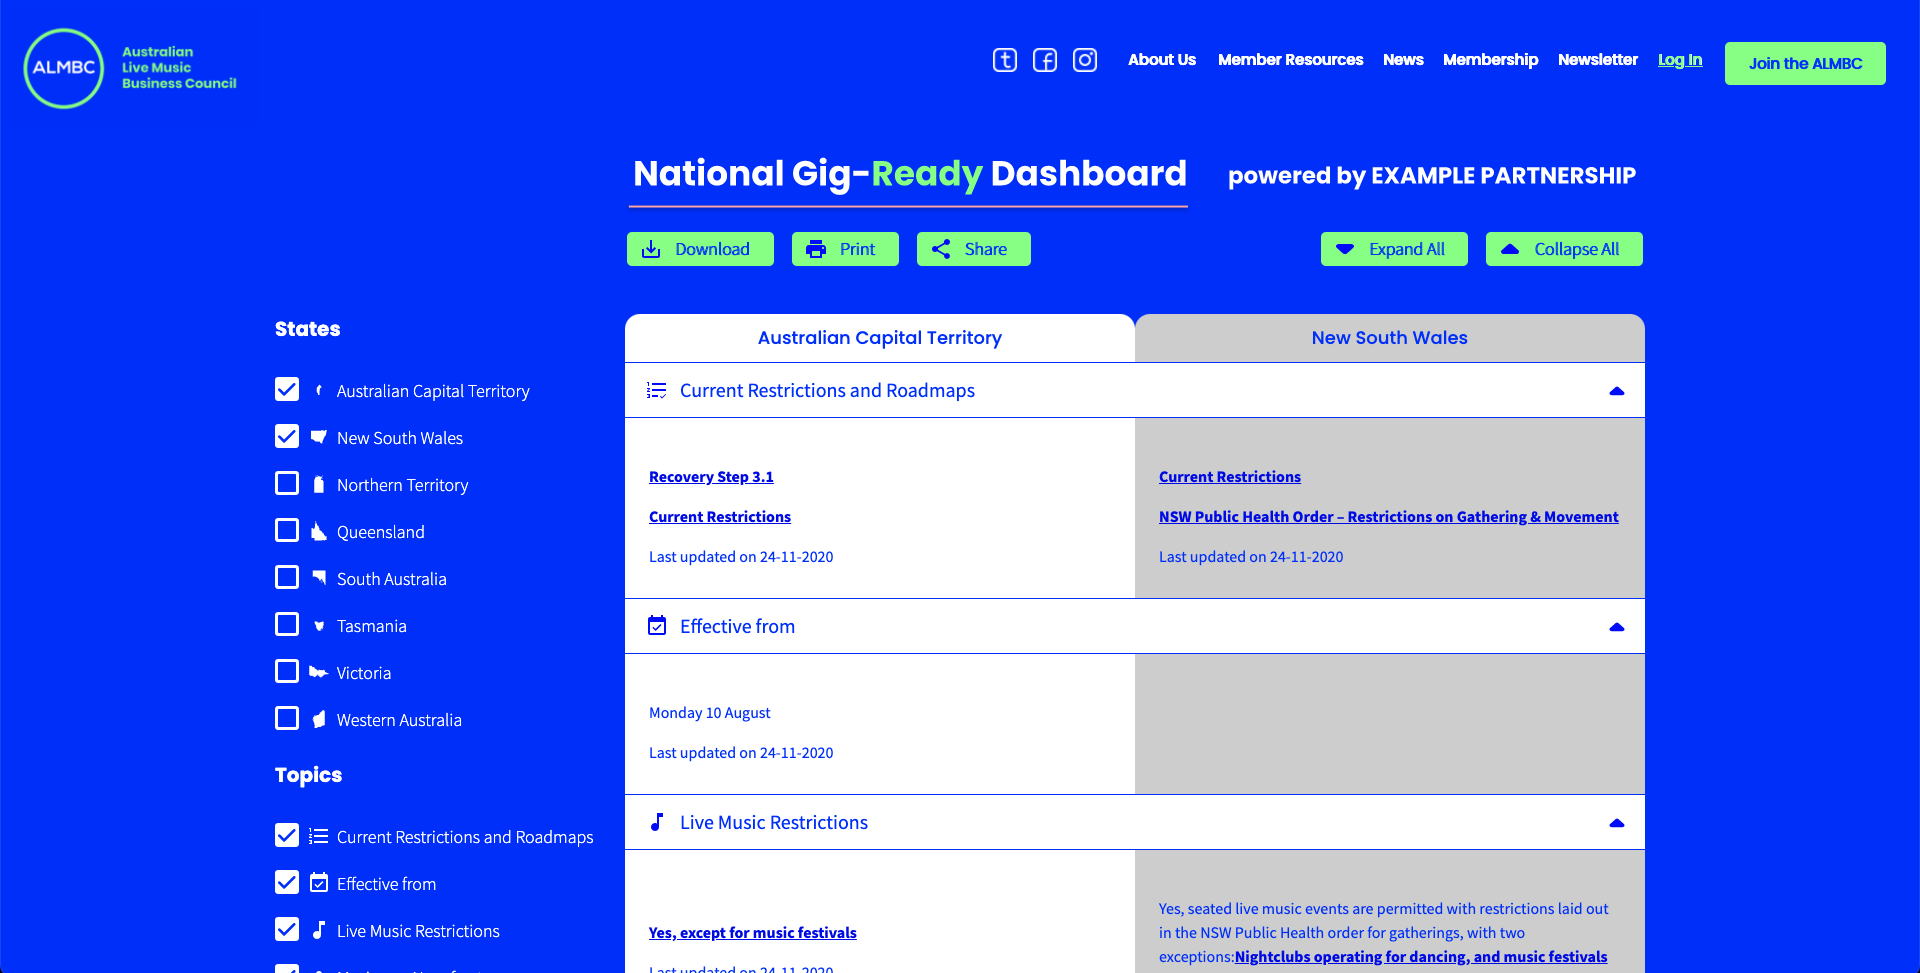 ALMBC
Australian
Live Music
Business Council
About Us
Member Resources
News
Membership
Newsletter
Log In
Join the ALMBC
National Gig-Ready Dashboard
powered by EXAMPLE PARTNERSHIP
Download
Print
Share
Expand All
Collapse All
States
Australian Capital Territory
New South Wales
Northern Territory
Queensland
South Australia
Tasmania
Victoria
Western Australia
Topics
Current Restrictions and Roadmaps
Effective from
Live Music Restrictions
Australian Capital Territory
New South Wales
Current Restrictions and Roadmaps
Recovery Step 3.1
Current Restrictions
Last updated on 24-11-2020
Current Restrictions
NSW Public Health Order – Restrictions on Gathering & Movement
Last updated on 24-11-2020
Effective from
Monday 10 August
Last updated on 24-11-2020
Live Music Restrictions
Yes, except for music festivals
Last updated on 24-11-2020
Yes, seated live music events are permitted with restrictions laid out
in the NSW Public Health order for gatherings, with two
exceptions:Nightclubs operating for dancing, and music festivals